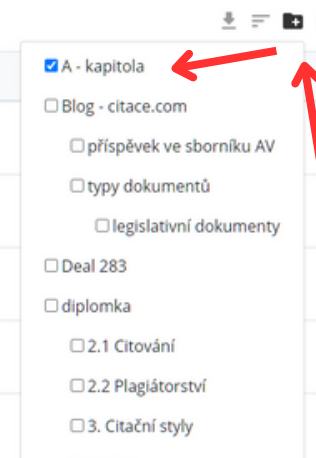 A - kapitola
Blog - citace.com
příspěvek ve sborníku AV
typy dokumentů
legislativní dokumenty
Deal 283
diplomka
2.1 Citování
2.2 Plagiátorství
3. Citační styly